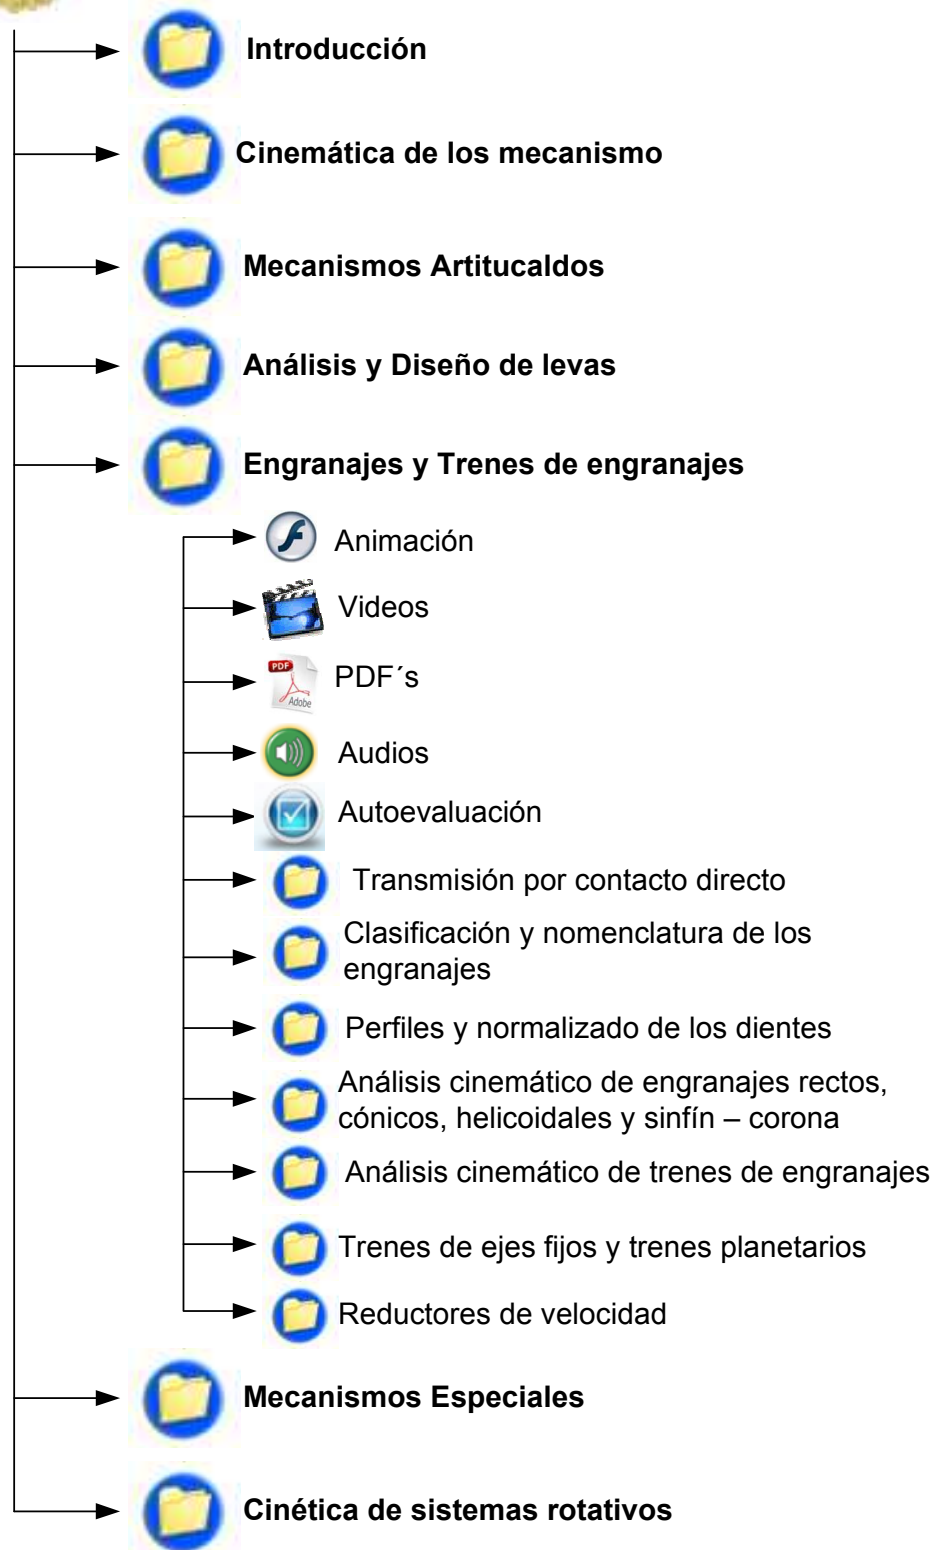 Introducción
Cinemática de los mecanismo
Mecanismos Artitucaldos
Análisis y Diseño de levas
Engranajes y Trenes de engranajes
Animación
Videos
PDF
Adobe
PDF´s
Audios
Autoevaluación
Transmisión por contacto directo
Clasificación y nomenclatura de los
engranajes
Perfiles y normalizado de los dientes
Análisis cinemático de engranajes rectos,
cónicos, helicoidales y sinfín – corona
Análisis cinemático de trenes de engranajes
Trenes de ejes fijos y trenes planetarios
Reductores de velocidad
Mecanismos Especiales
Cinética de sistemas rotativos